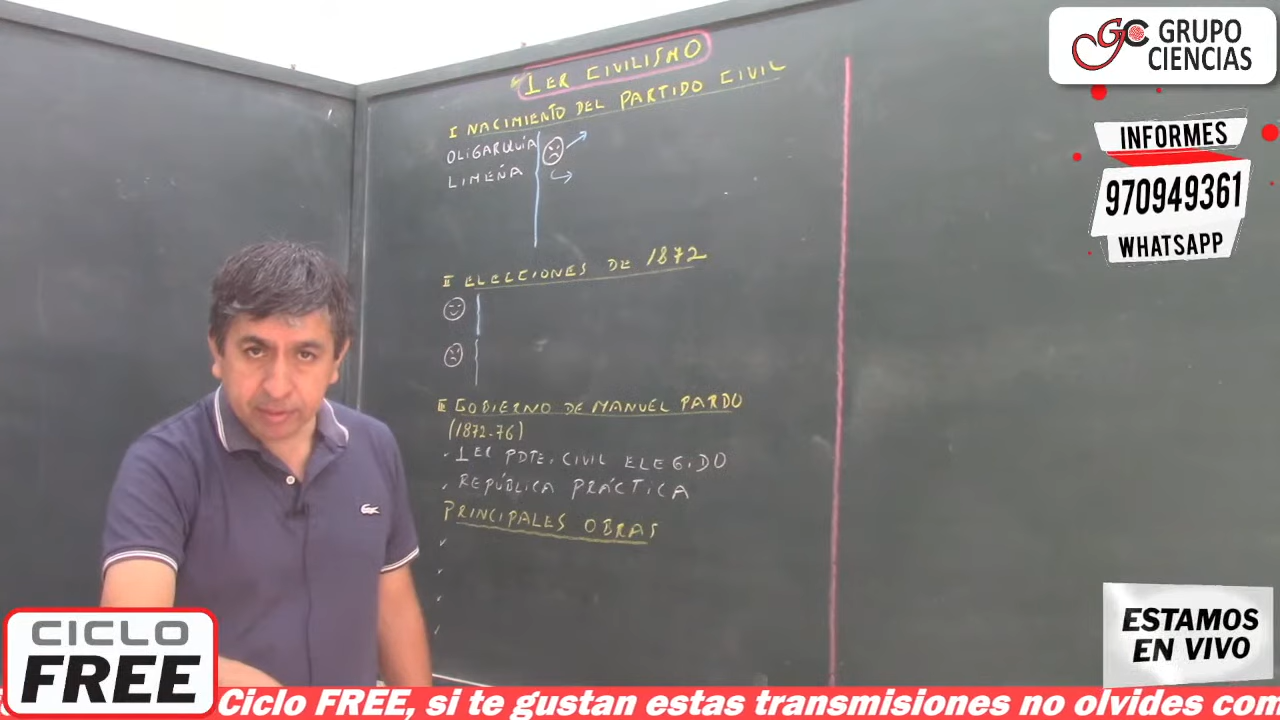 1ER CIVILISMO
I NACIMIENTO DEL PARTIDO CIVIL
OLIGARQUÍA
LIMEÑA
II ELECCIONES DE 1872
III GOBIERNO DE MANUEL PARDO
(1872-76)
1ER PDTE. CIVIL ELEGIDO
REPÚBLICA PRÁCTICA
PRINCIPALES OBRAS
GC GRUPO
CIENCIAS
INFORMES
970949361
WHATSAPP
ESTAMOS
EN VIVO
CICLO
FREE
Ciclo FREE, si te gustan estas transmisiones no olvides con